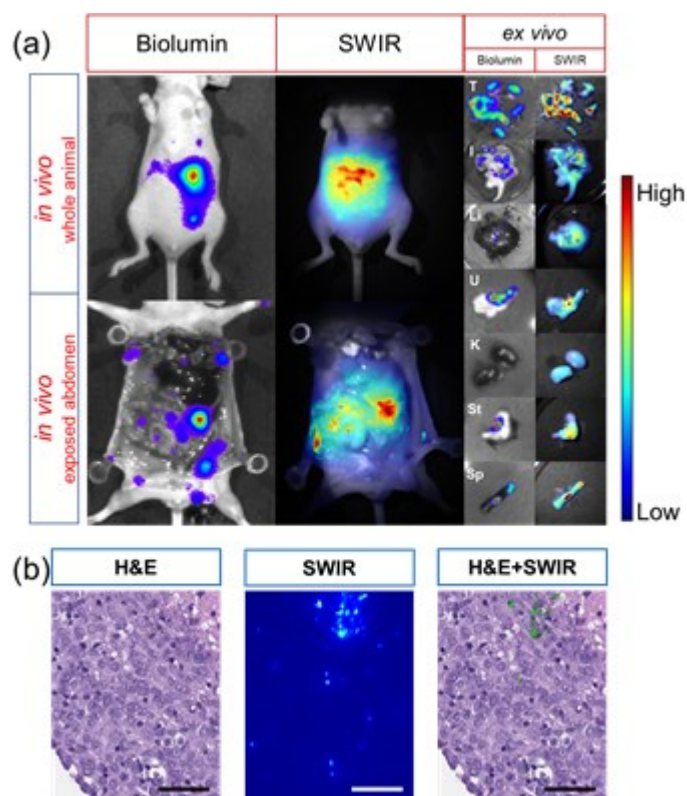 (a)
Biolumin
SWIR
ex vivo
Biolumin
SWIR
in vivo
whole animal
in vivo
exposed abdomen
T
I
Li
U
K
St
Sp
High
Low
(b)
H&E
SWIR
H&E+SWIR